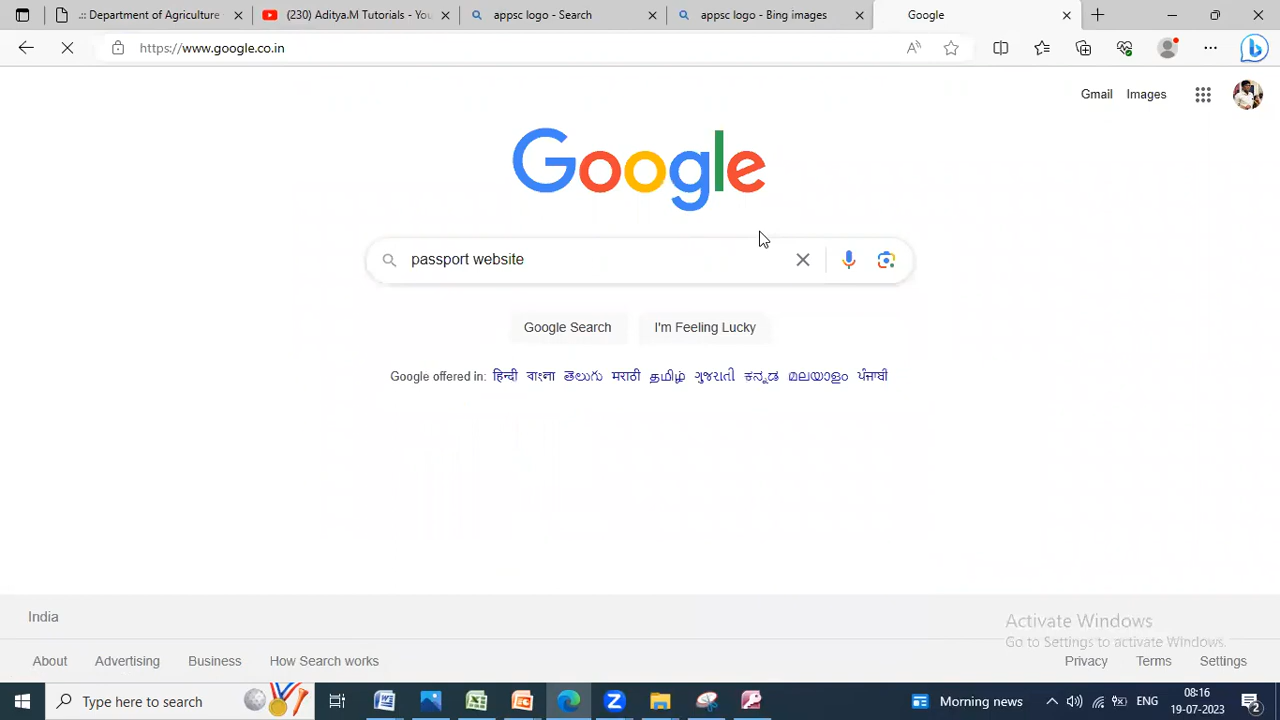 .:: Department of Agriculture
(230) Aditya.M Tutorials - You
appsc logo - Search
appsc logo - Bing images
Google
https://www.google.co.in
Gmail
Images
Google
passport website
Google Search
I'm Feeling Lucky
Google offered in: हिन्दी বাংলা తెలుగు मराठी தமிழ் ગુજરાતી ಕನ್ನಡ മലയാളം ਪੰਜਾਬੀ
India
Activate Windows
Go to Settings to activate Windows.
About
Advertising
Business
How Search works
Privacy
Terms
Settings
Type here to search
Morning news
ENG
08:16
19-07-2023
2